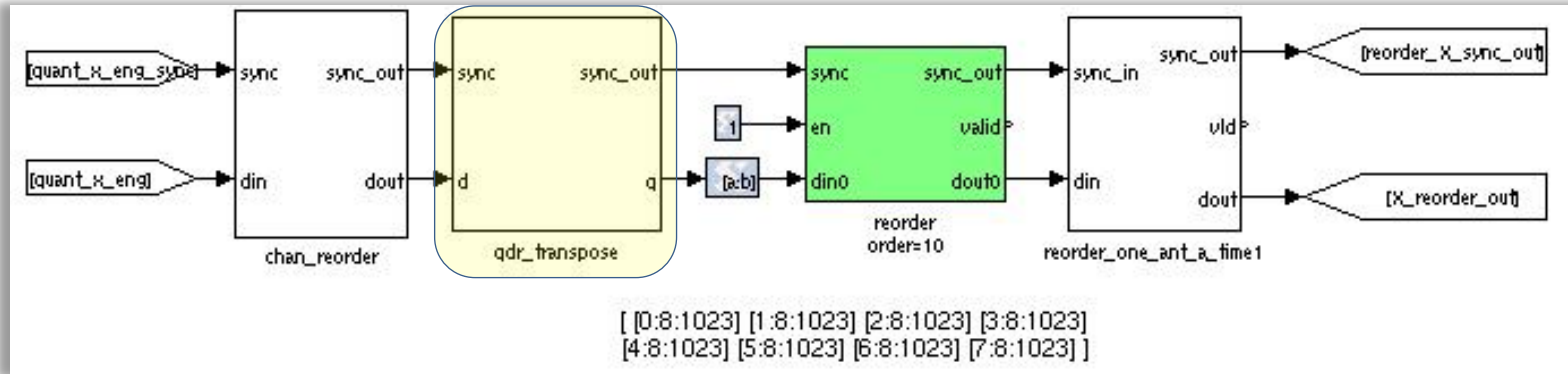 [quant_x_eng_sync]
sync
sync_out
sync
sync_out
sync
sync_out
sync_in
sync_out
[reorder_X_sync_out]
1
en
valid
vld
[quant_x_eng]
din
dout
d
q
[a:b]
din0
dout0
din
dout
[X_reorder_out]
chan_reorder
qdr_transpose
reorder
order=10
reorder_one_ant_a_time1
[ [0:8:1023] [1:8:1023] [2:8:1023] [3:8:1023]
[4:8:1023] [5:8:1023] [6:8:1023] [7:8:1023] ]